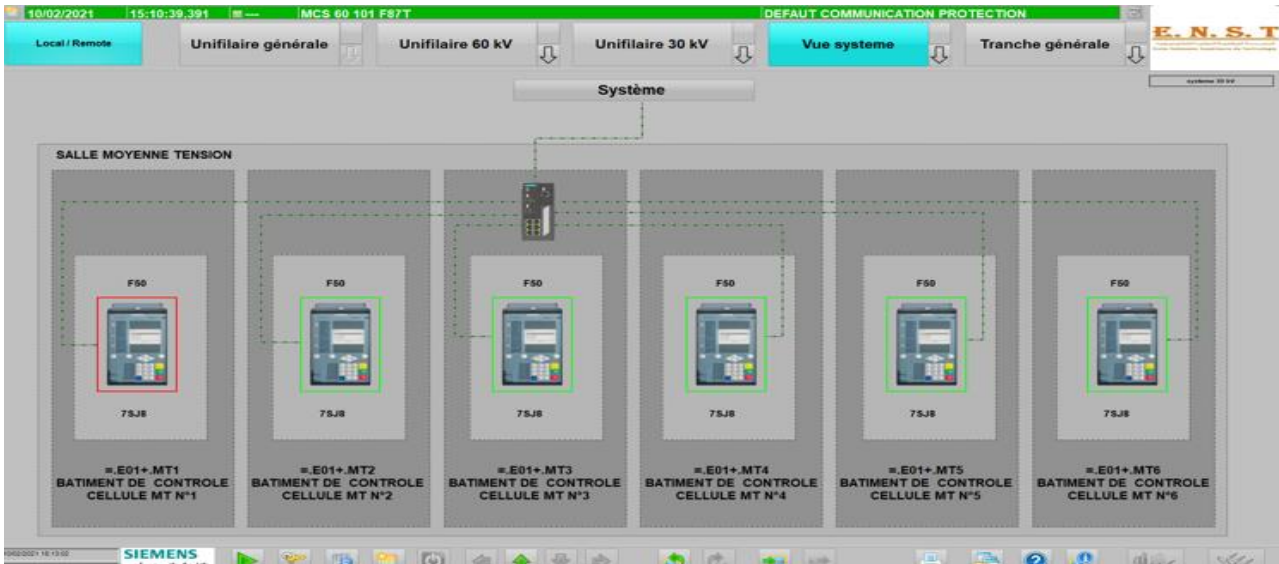 10/02/2021 15:10:39,391 MCS 60 101 F87T DEFAUT COMMUNICATION PROTECTION
Local / Remote
Unifilaire générale
Unifilaire 60 kV
Unifilaire 30 kV
Vue systeme
Tranche générale
E. N. S. T
systeme 30 kV
Système
SALLE MOYENNE TENSION
F50
F50
F50
F50
F50
F50
7SJ8
7SJ8
7SJ8
7SJ8
7SJ8
7SJ8
=.E01+.MT1
BATIMENT DE CONTROLE
CELLULE MT N°1
=.E01+.MT2
BATIMENT DE CONTROLE
CELLULE MT N°2
=.E01+.MT3
BATIMENT DE CONTROLE
CELLULE MT N°3
=.E01+.MT4
BATIMENT DE CONTROLE
CELLULE MT N°4
=.E01+.MT5
BATIMENT DE CONTROLE
CELLULE MT N°5
=.E01+.MT6
BATIMENT DE CONTROLE
CELLULE MT N°6
SIEMENS